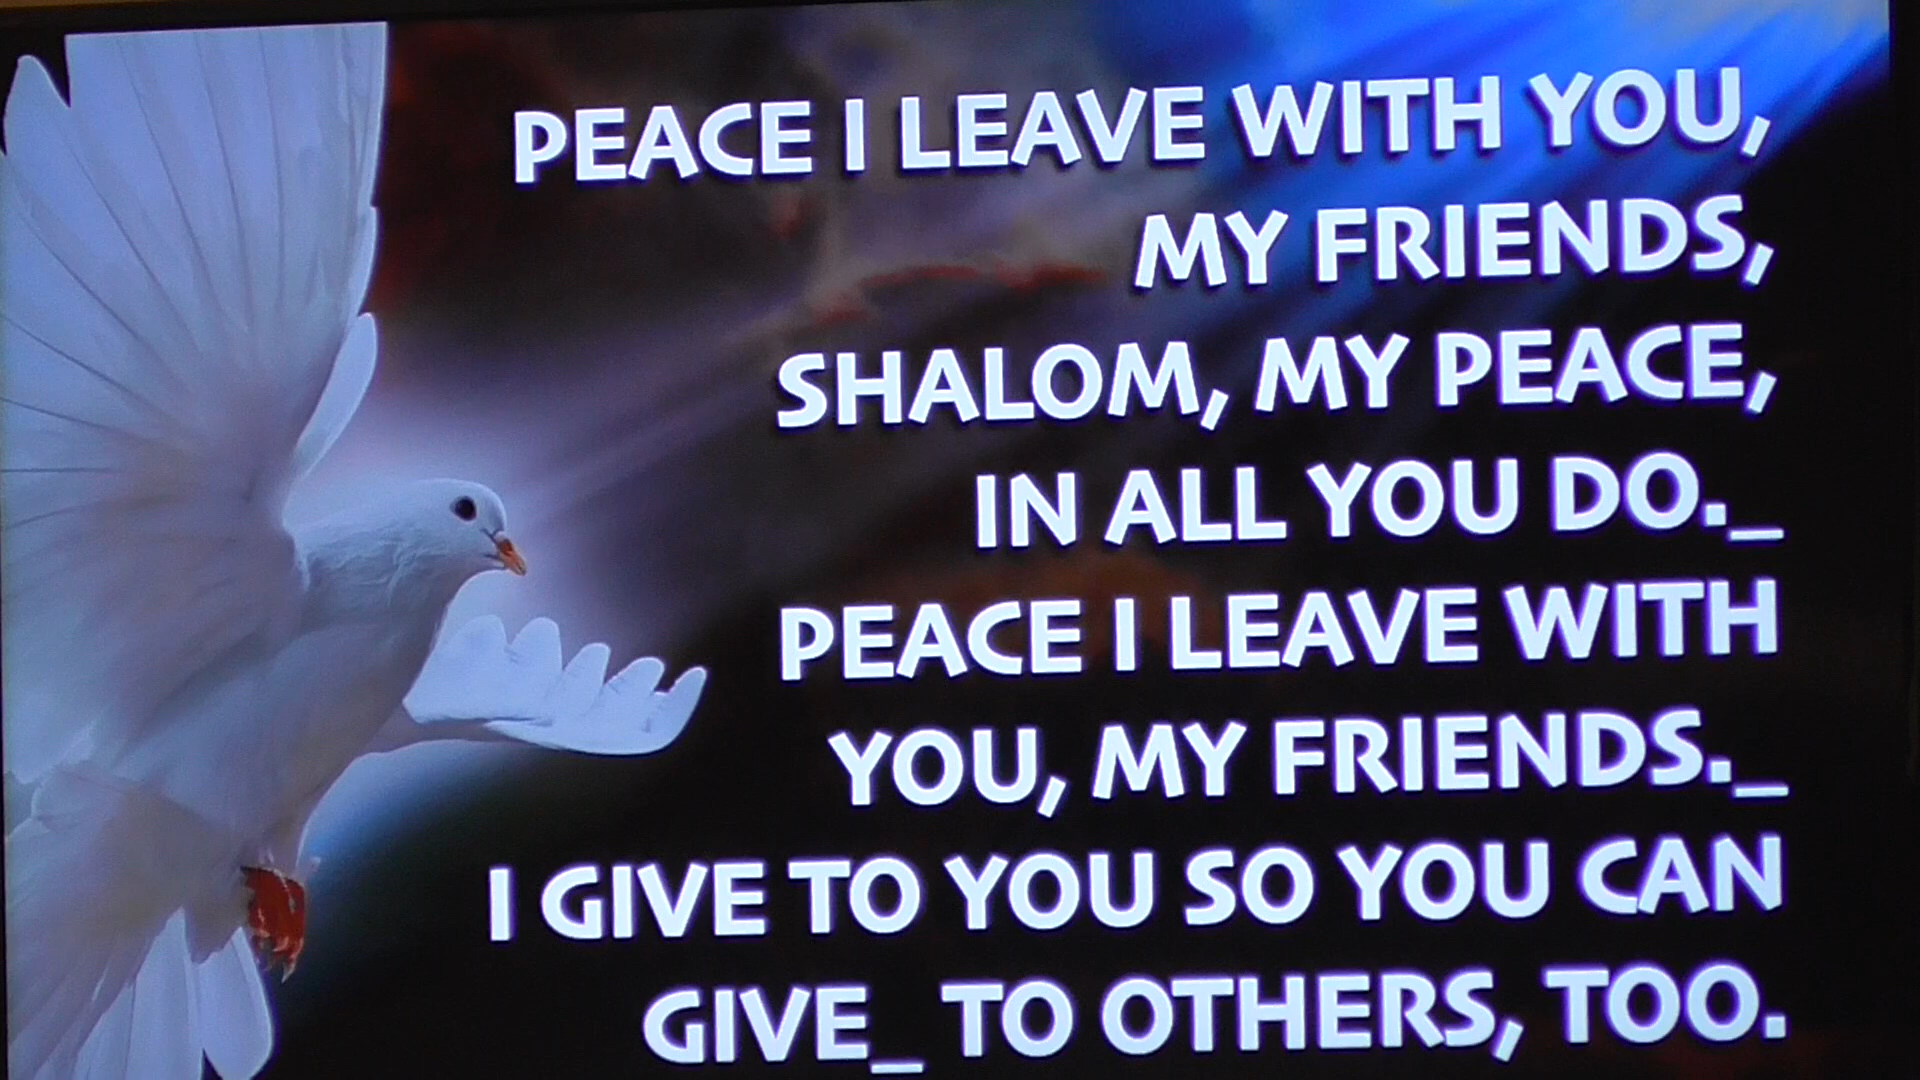 PEACE I LEAVE WITH YOU,
MY FRIENDS,
SHALOM, MY PEACE,
IN ALL YOU DO._
PEACE I LEAVE WITH
YOU, MY FRIENDS._
I GIVE TO YOU SO YOU CAN
GIVE_ TO OTHERS, TOO.